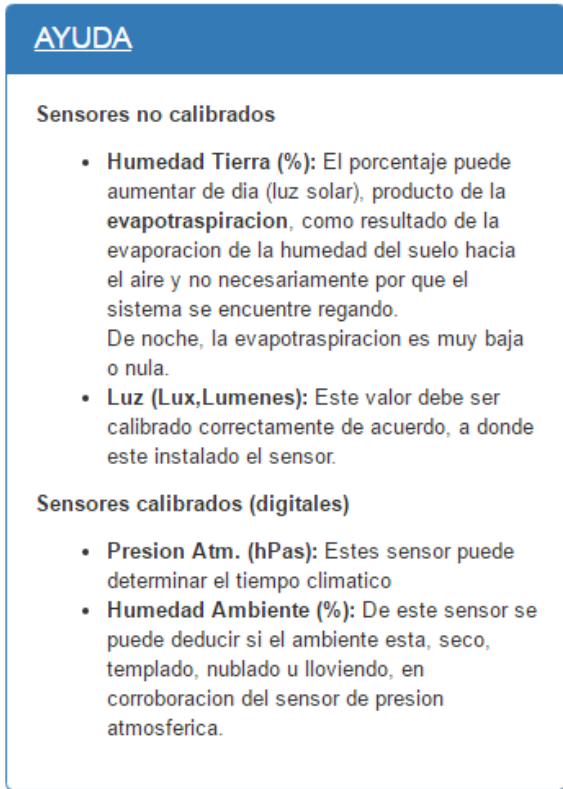 AYUDA
Sensores no calibrados
• Humedad Tierra (%): El porcentaje puede
aumentar de dia (luz solar), producto de la
evapotraspiracion, como resultado de la
evaporacion de la humedad del suelo hacia
el aire y no necesariamente por que el
sistema se encuentre regando.
De noche, la evapotraspiracion es muy baja
o nula.
• Luz (Lux,Lumenes): Este valor debe ser
calibrado correctamente de acuerdo, a donde
este instalado el sensor.
Sensores calibrados (digitales)
• Presion Atm. (hPas): Estes sensor puede
determinar el tiempo climatico
• Humedad Ambiente (%): De este sensor se
puede deducir si el ambiente esta, seco,
templado, nublado u lloviendo, en
corroboracion del sensor de presion
atmosferica.